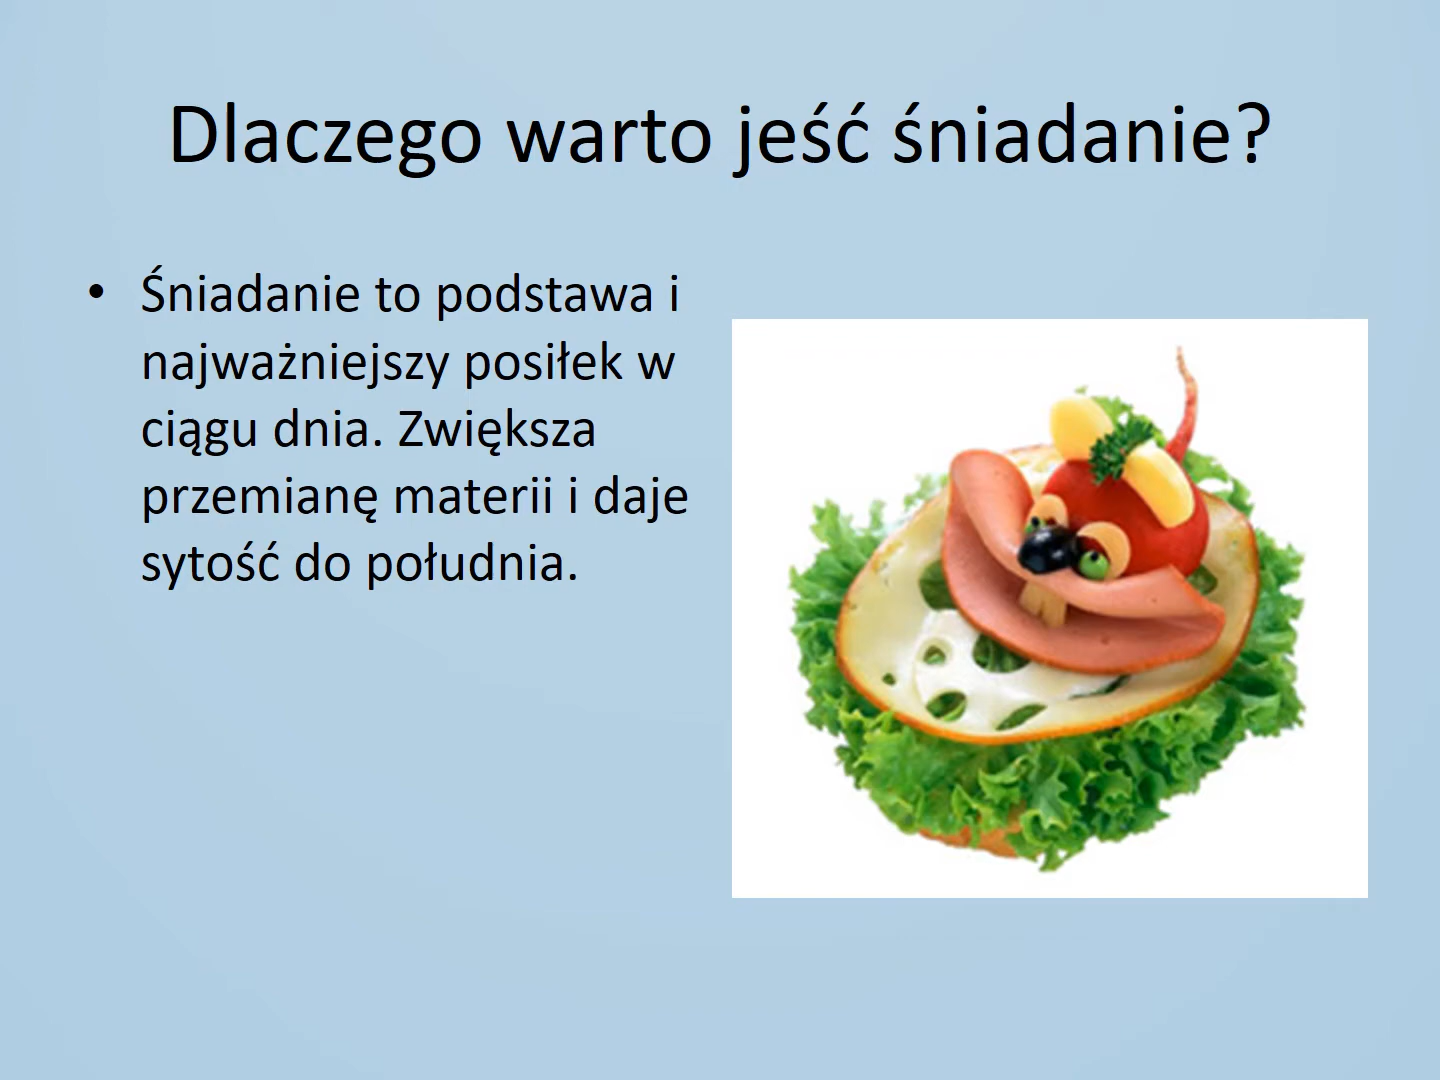 Dlaczego warto jeść śniadanie?
• Śniadanie to podstawa i
najważniejszy posiłek w
ciągu dnia. Zwiększa
przemianę materii i daje
sytość do południa.